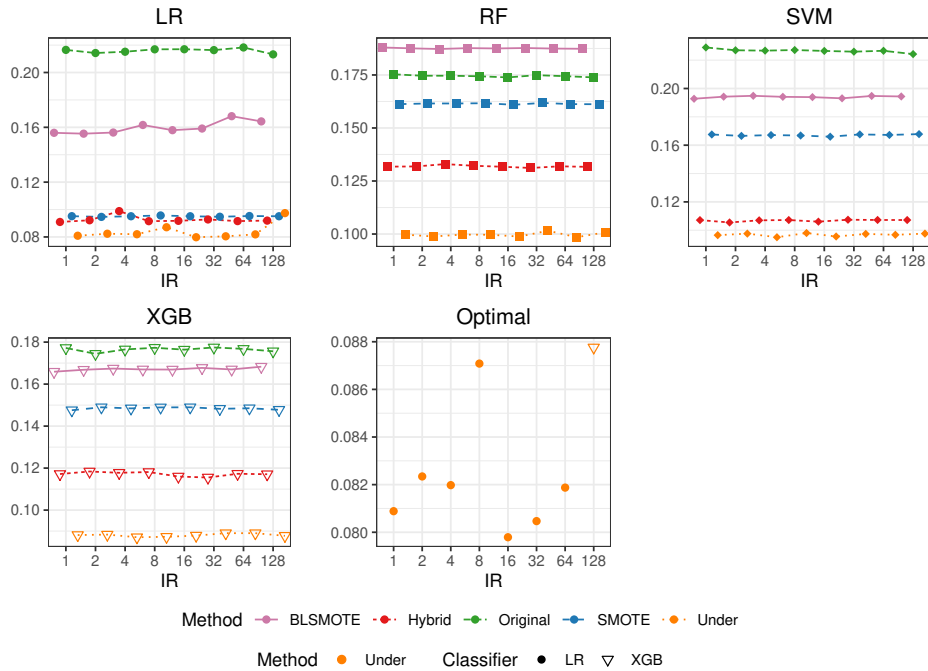 LR
0.20
0.16
0.12
0.08
1 2 4 8 16 32 64 128
IR
RF
0.175
0.150
0.125
0.100
1 2 4 8 16 32 64 128
IR
SVM
0.20
0.16
0.12
1 2 4 8 16 32 64 128
IR
XGB
0.18
0.16
0.14
0.12
0.10
1 2 4 8 16 32 64 128
IR
Optimal
0.088
0.086
0.084
0.082
0.080
1 2 4 8 16 32 64 128
IR
Method BLSMOTE Hybrid Original SMOTE Under
Method Under Classifier LR XGB